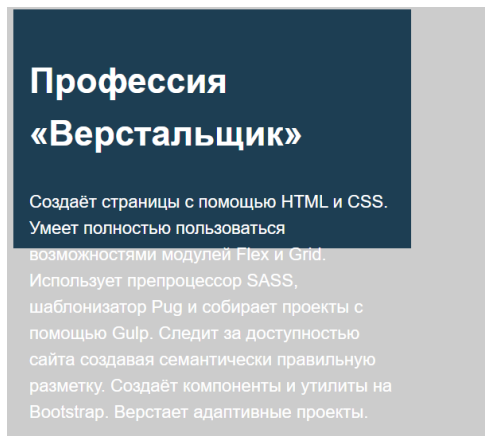 Профессия
«Верстальщик»
Создаёт страницы с помощью HTML и CSS.
Умеет полностью пользоваться
возможностями модулей Flex и Grid.
Использует препроцессор SASS,
шаблонизатор Pug и собирает проекты с
помощью Gulp. Следит за доступностью
сайта создавая семантически правильную
разметку. Создаёт компоненты и утилиты на
Bootstrap. Верстает адаптивные проекты.